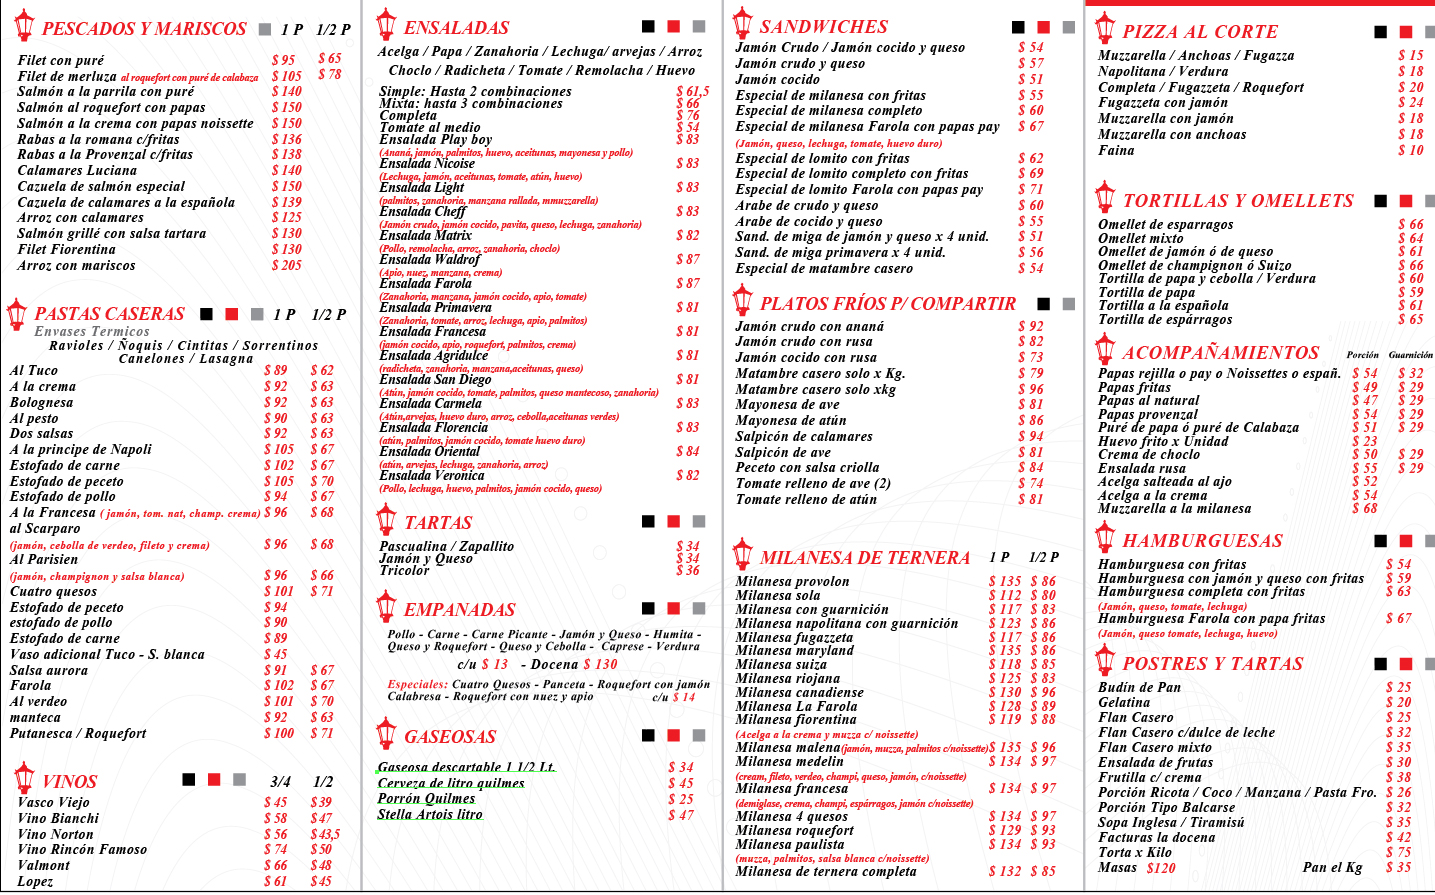 PESCADOS Y MARISCOS 1 P 1/2 P
Filet con puré $ 95 $ 65
Filet de merluza al roquefort con puré de calabaza $ 105 $ 78
Salmón a la parrila con puré $ 140
Salmón al roquefort con papas $ 150
Salmón a la crema con papas noissette $ 150
Rabas a la romana c/fritas $ 136
Rabas a la Provenzal c/fritas $ 138
Calamares Luciana $ 140
Cazuela de salmón especial $ 150
Cazuela de calamares a la española $ 139
Arroz con calamares $ 125
Salmón grillé con salsa tartara $ 130
Filet Fiorentina $ 130
Arroz con mariscos $ 205
PASTAS CASERAS 1 P 1/2 P
Envases Termicos
Ravioles / Ñoquis / Cintitas / Sorrentinos
Canelones / Lasagna
Al Tuco $ 89 $ 62
A la crema $ 92 $ 63
Bolognesa $ 92 $ 63
Al pesto $ 90 $ 63
Dos salsas $ 92 $ 63
A la principe de Napoli $ 105 $ 67
Estofado de carne $ 102 $ 67
Estofado de peceto $ 105 $ 70
Estofado de pollo $ 94 $ 67
A la Francesa ( jamón, tom. nat, champ. crema) $ 96 $ 68
al Scarparo
(jamón, cebolla de verdeo, fileto y crema) $ 96 $ 68
Al Parisien
(jamón, champignon y salsa blanca) $ 96 $ 66
Cuatro quesos $ 101 $ 71
Estofado de peceto $ 94
estofado de pollo $ 90
Estofado de carne $ 89
Vaso adicional Tuco - S. blanca $ 45
Salsa aurora $ 91 $ 67
Farola $ 102 $ 67
Al verdeo $ 101 $ 70
manteca $ 92 $ 63
Putanesca / Roquefort $ 100 $ 71
VINOS 3/4 1/2
Vasco Viejo $ 45 $39
Vino Bianchi $ 58 $47
Vino Norton $ 56 $43,5
Vino Rincón Famoso $ 74 $50
Valmont $ 66 $48
Lopez $ 61 $45
ENSALADAS
Acelga / Papa / Zanahoria / Lechuga/ arvejas / Arroz
Choclo / Radicheta / Tomate / Remolacha / Huevo
Simple: Hasta 2 combinaciones $ 61,5
Mixta: hasta 3 combinaciones $ 66
Completa $ 76
Tomate al medio $ 54
Ensalada Play boy $ 83
(Ananá, jamón, palmitos, huevo, aceitunas, mayonesa y pollo)
Ensalada Nicoise $ 83
(Lechuga, jamón, aceitunas, tomate, atún, huevo)
Ensalada Light $ 83
(palmitos, zanahoria, manzana rallada, mmuzzarella)
Ensalada Cheff $ 83
(Jamón crudo, jamón cocido, pavita, queso, lechuga, zanahoria)
Ensalada Matrix $ 82
(Pollo, remolacha, arroz, zanahoria, choclo)
Ensalada Waldrof $ 87
(Apio, nuez, manzana, crema)
Ensalada Farola $ 87
(Zanahoria, manzana, jamón cocido, apio, tomate)
Ensalada Primavera $ 81
(Zanahoria, tomate, arroz, lechuga, apio, palmitos)
Ensalada Francesa $ 81
(jamón cocido, apio, roquefort, palmitos, crema)
Ensalada Agridulce $ 81
(radicheta, zanahoria, manzana,aceitunas, queso)
Ensalada San Diego $ 81
(Atún, jamón cocido, tomate, palmitos, queso mantecoso, zanahoria)
Ensalada Carmela $ 83
(Atún,arvejas, huevo duro, arroz, cebolla,aceitunas verdes)
Ensalada Florencia $ 83
(atún, palmitos, jamón cocido, tomate huevo duro)
Ensalada Oriental $ 84
(atún, arvejas, lechuga, zanahoria, arroz)
Ensalada Veronica $ 82
(Pollo, lechuga, huevo, palmitos, jamón cocido, queso)
TARTAS
Pascualina / Zapallito $ 34
Jamón y Queso $ 34
Tricolor $ 36
EMPANADAS
Pollo - Carne - Carne Picante - Jamón y Queso - Humita -
Queso y Roquefort - Queso y Cebolla - Caprese - Verdura
c/u $ 13 - Docena $ 130
Especiales: Cuatro Quesos - Panceta - Roquefort con jamón
Calabresa - Roquefort con nuez y apio c/u $ 14
GASEOSAS
Gaseosa descartable 1 1/2 Lt. $ 34
Cerveza de litro quilmes $ 45
Porrón Quilmes $ 25
Stella Artois litro $ 47
SANDWICHES
Jamón Crudo / Jamón cocido y queso $ 54
Jamón crudo y queso $ 57
Jamón cocido $ 51
Especial de milanesa con fritas $ 55
Especial de milanesa completo $ 60
Especial de milanesa Farola con papas pay $ 67
(Jamón, queso, lechuga, tomate, huevo duro)
Especial de lomito con fritas $ 62
Especial de lomito completo con fritas $ 69
Especial de lomito Farola con papas pay $ 71
Arabe de crudo y queso $ 60
Arabe de cocido y queso $ 55
Sand. de miga de jamón y queso x 4 unid. $ 51
Sand. de miga primavera x 4 unid. $ 56
Especial de matambre casero $ 54
PLATOS FRÍOS P/ COMPARTIR
Jamón crudo con ananá $ 92
Jamón crudo con rusa $ 82
Jamón cocido con rusa $ 73
Matambre casero solo x Kg. $ 79
Matambre casero solo xkg $ 96
Mayonesa de ave $ 81
Mayonesa de atún $ 86
Salpicón de calamares $ 94
Salpicón de ave $ 81
Peceto con salsa criolla $ 84
Tomate relleno de ave (2) $ 74
Tomate relleno de atún $ 81
MILANESA DE TERNERA 1 P 1/2 P
Milanesa provolon $ 135 $ 86
Milanesa sola $ 112 $ 80
Milanesa con guarnición $ 117 $ 83
Milanesa napolitana con guarnición $ 123 $ 86
Milanesa fugazzeta $ 117 $ 86
Milanesa maryland $ 135 $ 86
Milanesa suiza $ 118 $ 85
Milanesa riojana $ 125 $ 83
Milanesa canadiense $ 130 $ 96
Milanesa La Farola $ 128 $ 89
Milanesa fiorentina $ 119 $ 88
(Acelga a la crema y muzza c/ noissette)
Milanesa malena(jamón, muzza, palmitos c/noissette) $ 135 $ 96
Milanesa medelin $ 134 $ 97
(cream, fileto, verdeo, champi, queso, jamón, c/noissette)
Milanesa francesa $ 134 $ 97
(demiglase, crema, champi, espárragos, jamón c/noissette)
Milanesa 4 quesos $ 134 $ 97
Milanesa roquefort $ 129 $ 93
Milanesa paulista $ 134 $ 93
(muzza, palmitos, salsa blanca c/noissette)
Milanesa de ternera completa $ 132 $ 85
PIZZA AL CORTE
Muzzarella / Anchoas / Fugazza $ 15
Napolitana / Verdura $ 18
Completa / Fugazzeta / Roquefort $ 20
Fugazzeta con jamón $ 24
Muzzarella con jamón $ 18
Muzzarella con anchoas $ 18
Faina $ 10
TORTILLAS Y OMELLETS
Omellet de esparragos $ 66
Omellet mixto $ 64
Omellet de jamón ó de queso $ 61
Omellet de champignon ó Suizo $ 66
Tortilla de papa y cebolla / Verdura $ 60
Tortilla de papa $ 59
Tortilla a la española $ 61
Tortilla de espárragos $ 65
ACOMPAÑAMIENTOS Porción Guarnición
Papas rejilla o pay o Noissettes o españ. $ 54 $ 32
Papas fritas $ 49 $ 29
Papas al natural $ 47 $ 29
Papas provenzal $ 54 $ 29
Puré de papa ó puré de Calabaza $ 51 $ 29
Huevo frito x Unidad $ 23
Crema de choclo $ 50 $ 29
Ensalada rusa $ 55 $ 29
Acelga salteada al ajo $ 52
Acelga a la crema $ 54
Muzzarella a la milanesa $ 68
HAMBURGUESAS
Hamburguesa con fritas $ 54
Hamburguesa con jamón y queso con fritas $ 59
Hamburguesa completa con fritas $ 63
(Jamón, queso, tomate, lechuga)
Hamburguesa Farola con papa fritas $ 67
(Jamón, queso tomate, lechuga, huevo)
POSTRES Y TARTAS
Budín de Pan $ 25
Gelatina $ 20
Flan Casero $ 25
Flan Casero c/dulce de leche $ 32
Flan Casero mixto $ 35
Ensalada de frutas $ 30
Frutilla c/ crema $ 38
Porción Ricota / Coco / Manzana / Pasta Fro. $ 26
Porción Tipo Balcarse $ 32
Sopa Inglesa / Tiramisú $ 35
Facturas la docena $ 42
Torta x Kilo $ 75
Masas $120 Pan el Kg $ 35